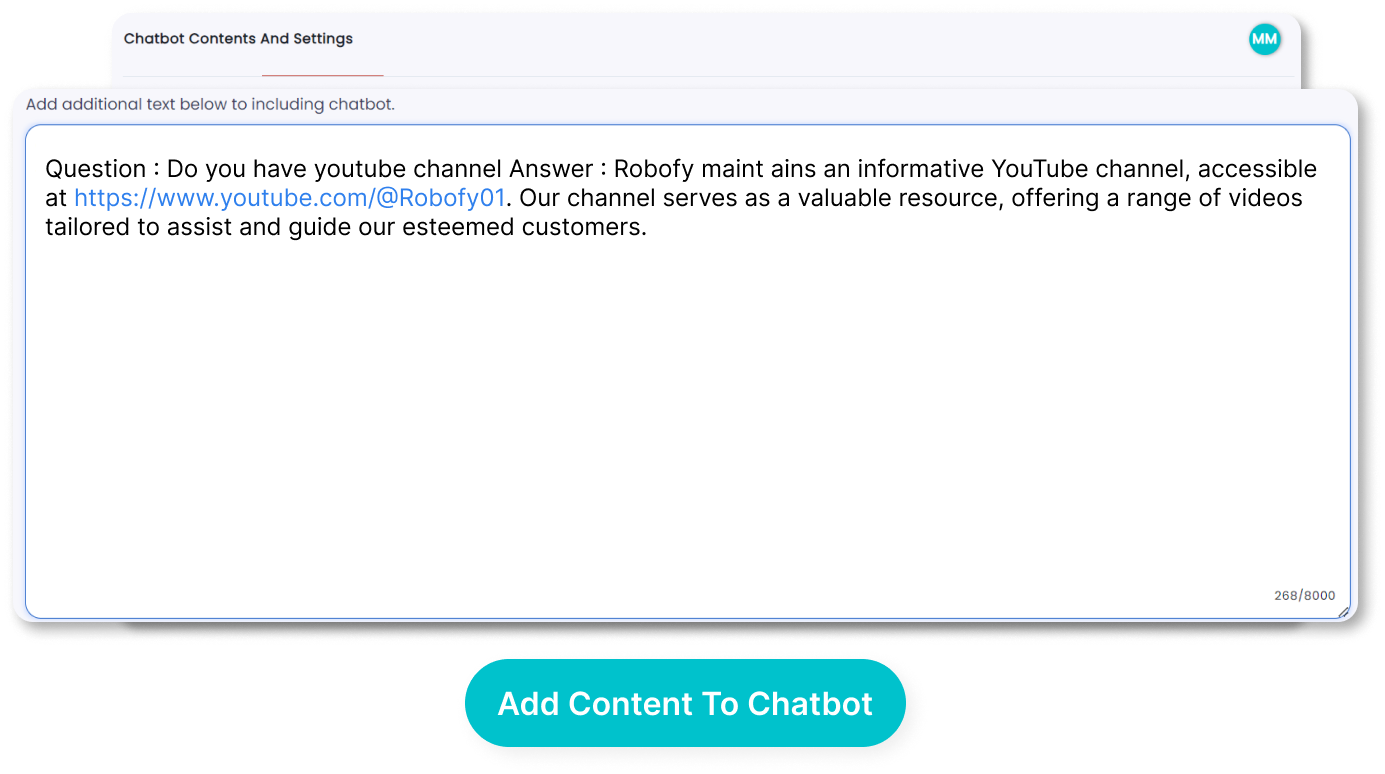 Chatbot Contents And Settings
MM
Add additional text below to including chatbot.
Question : Do you have youtube channel Answer : Robofy maint ains an informative YouTube channel, accessible
at https://www.youtube.com/@Robofy01. Our channel serves as a valuable resource, offering a range of videos
tailored to assist and guide our esteemed customers.
268/8000
Add Content To Chatbot